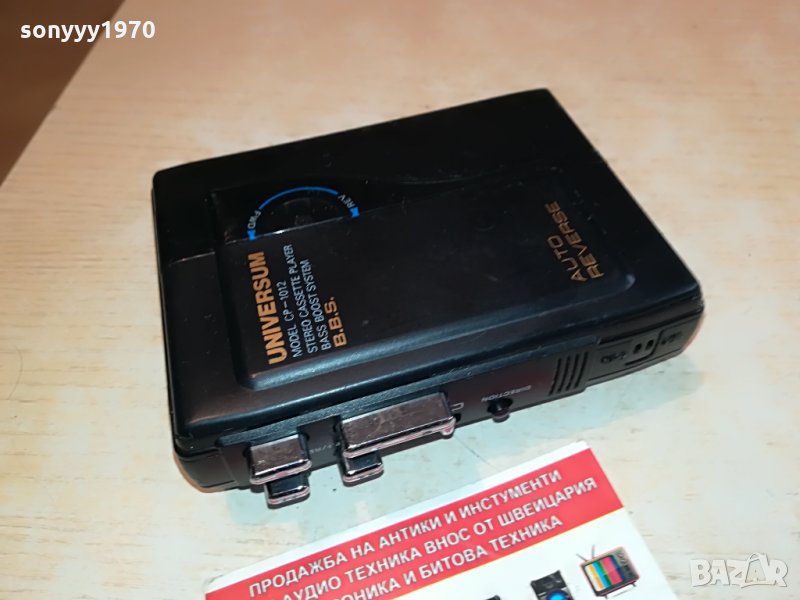 sonyyy1970
REV
FWD
UNIVERSUM
MODEL CP-1012
STEREO CASSETTE PLAYER
BASS BOOST SYSTEM
B.B.S.
AUTO
REVERSE
DIRECTION
ПРОДАЖБА НА АНТИКИ И ИНСТУМЕНТИ
АУДИО ТЕХНИКА ВНОС ОТ ШВЕЙЦАРИЯ
РОНИКА И БИТОВА ТЕХНИКА
BAZAR